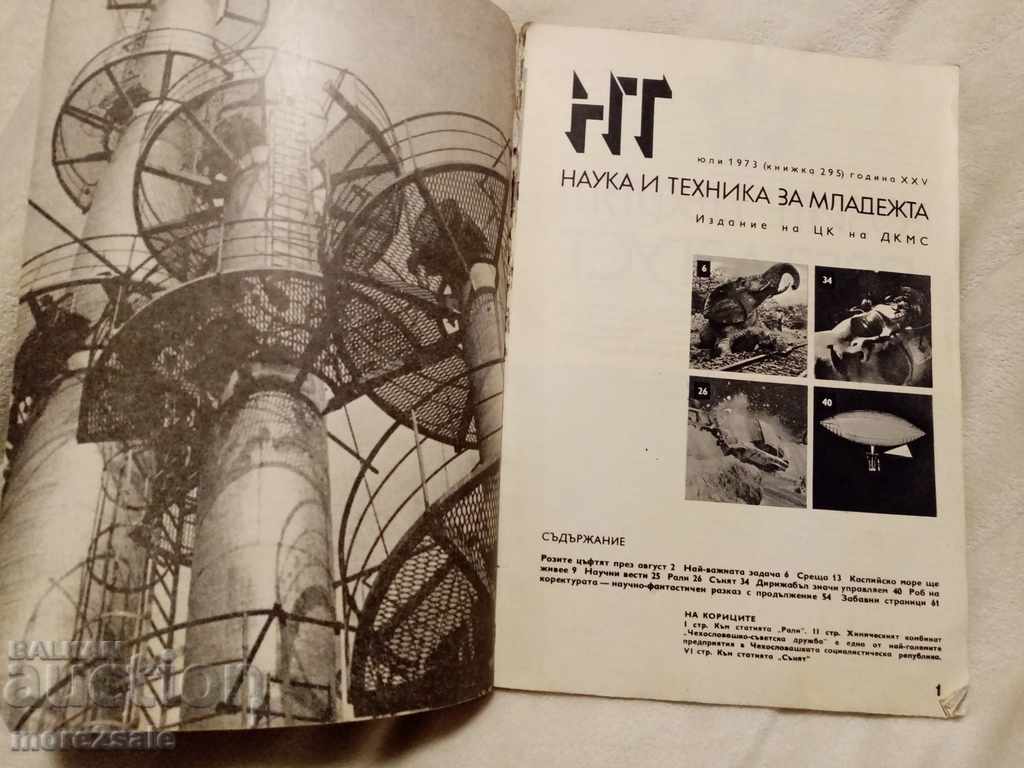 НТ
юли 1973 (книжка 295) година XXV
НАУКА И ТЕХНИКА ЗА МЛАДЕЖТА
Издание на ЦК на ДКМС
6
34
26
40
СЪДЪРЖАНИЕ
Розите цъфтят през август 2 Най-важната задача 6 Среща 13 Каспийско море ще
живее 9 Научни вести 25 Рали 26 Сънят 34 Дирижабъл значи управляем 40 Роб на
коректурата — научно-фантастичен разказ с продължение 54 Забавни страници 61
НА КОРИЦИТЕ
I стр. Към статията „Рали". II стр. Химическият комбинат
„Чехословашко-съветска дружба" е едно от най-големите
предприятия в Чехословашката социалистическа република.
VI стр. Към статията „Сънят"
1
BALKAN
auction
morezsale